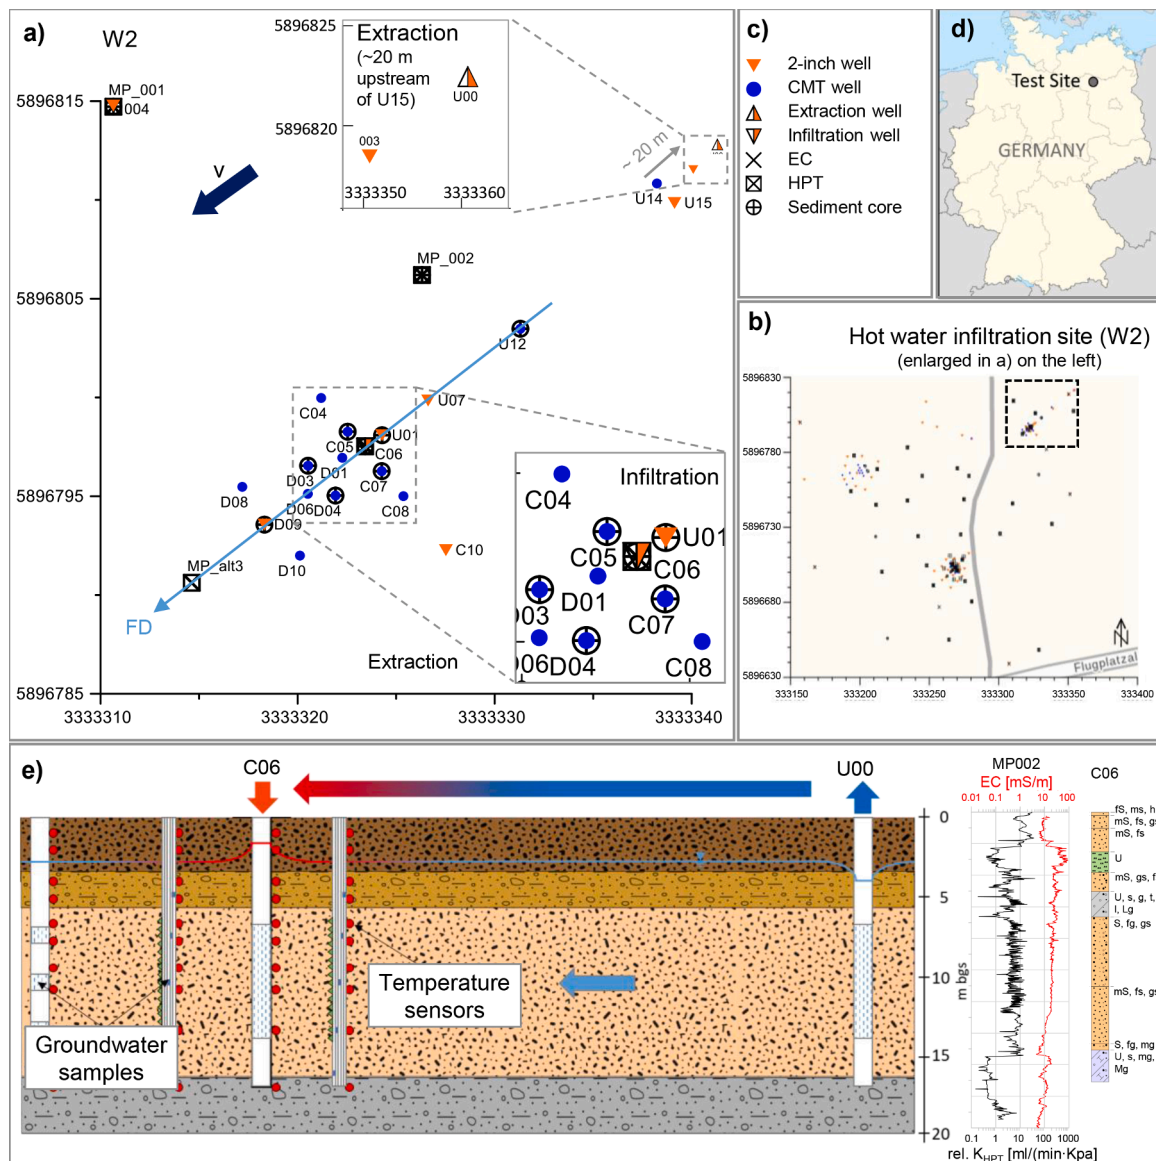 a)
W2
5896825
Extraction
(~20 m
upstream
of U15)
U00
5896820
003
3333350
3333360
MP_001
004
5896815
v
~ 20 m
U14
U15
MP_002
5896805
U12
C04
U07
U01
C05
C06
D03
D01
C07
5896795
D08
D06
D04
C08
D09
C10
D10
MP_alt3
FD
Extraction
5896785
3333310
3333320
3333330
3333340
Infiltration
C04
U01
C05
C06
D03
D01
C07
D06
D04
C08
c)
2-inch well
CMT well
Extraction well
Infiltration well
EC
HPT
Sediment core
d)
Test Site
GERMANY
b)
Hot water infiltration site (W2)
(enlarged in a) on the left)
5896830
5896780
5896730
5896680
5896630
N
Flugplatzal
333150
333200
333250
333300
333350
333400
e)
C06
U00
Temperature
sensors
Groundwater
samples
0
5
10
15
20
m bgs
MP002
EC [mS/m]
0.01 0.1 1 10 100
0.1 1 10 100 1000
rel. KHPT [ml/(min·Kpa)
C06
fS, ms, h
mS, fs, gs
mS, fs
U
mS, gs, f
U, s, g, t,
l, Lg
S, fg, gs
mS, fs, gs
S, fg, mg
U, s, mg,
Mg